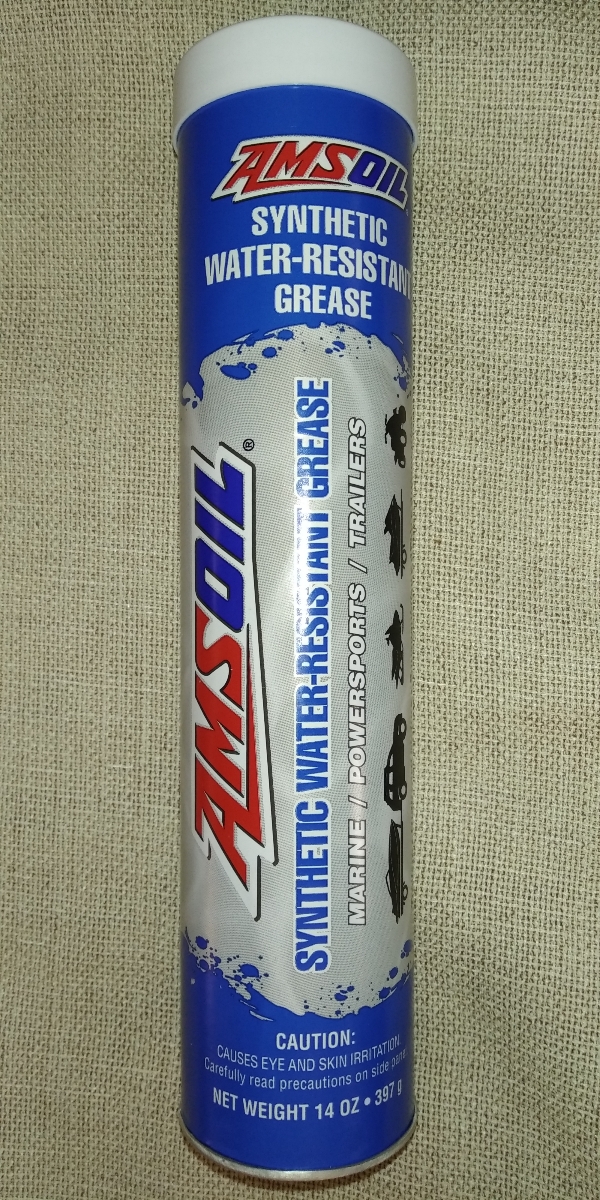 AMSOIL
SYNTHETIC
WATER-RESISTANT
GREASE
AMSOIL®
SYNTHETIC WATER-RESISTANT GREASE
MARINE / POWERSPORTS / TRAILERS
CAUTION:
CAUSES EYE AND SKIN IRRITATION.
Carefully read precautions on side panel
NET WEIGHT 14 OZ • 397 g